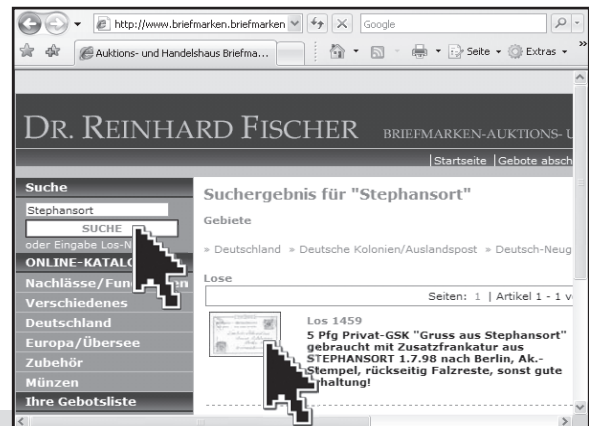 http://www.briefmarken.briefmarken
Google
Auktions- und Handelshaus Briefma...
Seite
Extras
»
DR. REINHARD FISCHER BRIEFMARKEN-AUKTIONS- U
|Startseite |Gebote absch
Suche
Stephansort
SUCHE
oder Eingabe Los-N
ONLINE-KATALO
Nachlässe/Fun en
Verschiedenes
Deutschland
Europa/Übersee
Zubehör
Münzen
Ihre Gebotsliste
Suchergebnis für "Stephansort"
Gebiete
» Deutschland » Deutsche Kolonien/Auslandspost » Deutsch-Neug
Lose
Seiten: 1 | Artikel 1 - 1 v
Los 1459
5 Pfg Privat-GSK "Gruss aus Stephansort"
gebraucht mit Zusatzfrankatur aus
STEPHANSORT 1.7.98 nach Berlin, Ak.-
Stempel, rückseitig Falzreste, sonst gute
rhaltung!